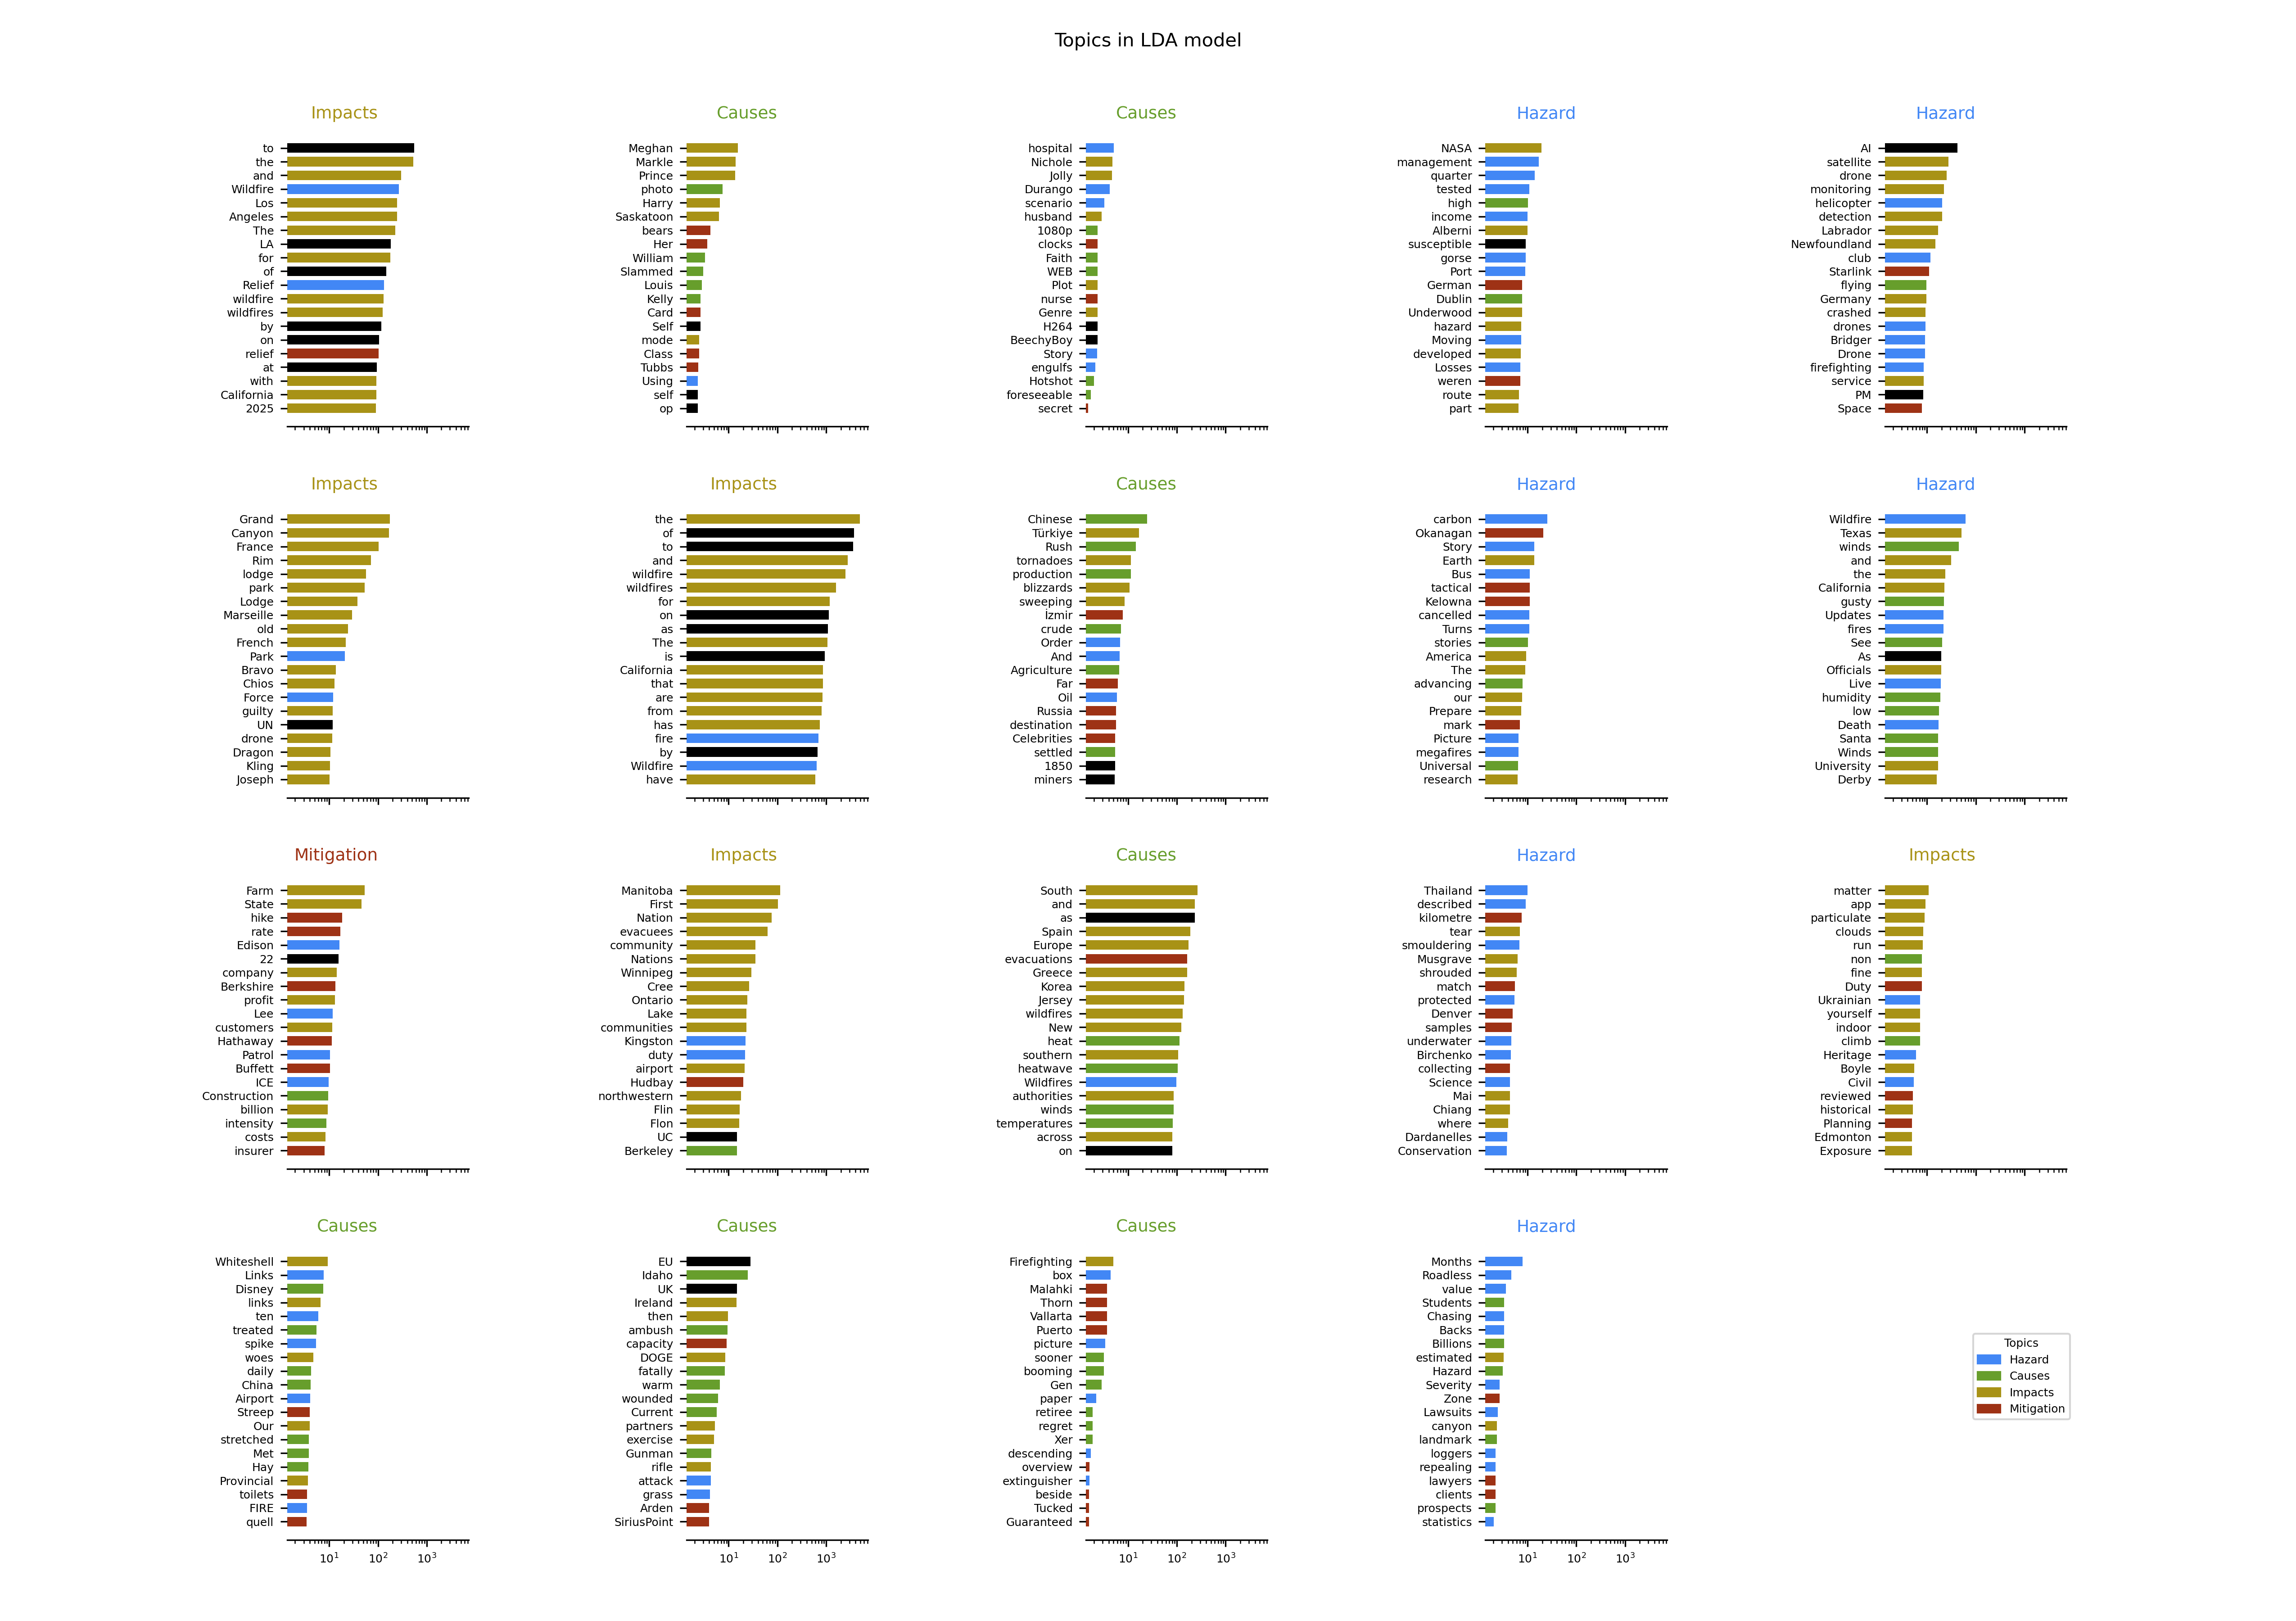 Topics in LDA model
Impacts
to
the
and
Wildfire
Los
Angeles
The
LA
for
of
Relief
wildfire
wildfires
by
on
relief
at
with
California
2025
Causes
Meghan
Markle
Prince
photo
Harry
Saskatoon
bears
Her
William
Slammed
Louis
Kelly
Card
Self
mode
Class
Tubbs
Using
self
op
Causes
hospital
Nichole
Jolly
Durango
scenario
husband
1080p
clocks
Faith
WEB
Plot
nurse
Genre
H264
BeechyBoy
Story
engulfs
Hotshot
foreseeable
secret
Hazard
NASA
management
quarter
tested
high
income
Alberni
susceptible
gorse
Port
German
Dublin
Underwood
hazard
Moving
developed
Losses
weren
route
part
Hazard
AI
satellite
drone
monitoring
helicopter
detection
Labrador
Newfoundland
club
Starlink
flying
Germany
crashed
drones
Bridger
Drone
firefighting
service
PM
Space
Impacts
Grand
Canyon
France
Rim
lodge
park
Lodge
Marseille
old
French
Park
Bravo
Chios
Force
guilty
UN
drone
Dragon
Kling
Joseph
Impacts
the
of
to
and
wildfire
wildfires
for
on
as
The
is
California
that
are
from
has
fire
by
Wildfire
have
Causes
Chinese
Türkiye
Rush
tornadoes
production
blizzards
sweeping
İzmir
crude
Order
And
Agriculture
Far
Oil
Russia
destination
Celebrities
settled
1850
miners
Hazard
carbon
Okanagan
Story
Earth
Bus
tactical
Kelowna
cancelled
Turns
stories
America
The
advancing
our
Prepare
mark
Picture
megafires
Universal
research
Hazard
Wildfire
Texas
winds
and
the
California
gusty
Updates
fires
See
As
Officials
Live
humidity
low
Death
Santa
Winds
University
Derby
Mitigation
Farm
State
hike
rate
Edison
22
company
Berkshire
profit
Lee
customers
Hathaway
Patrol
Buffett
ICE
Construction
billion
intensity
costs
insurer
Impacts
Manitoba
First
Nation
evacuees
community
Nations
Winnipeg
Cree
Ontario
Lake
communities
Kingston
duty
airport
Hudbay
northwestern
Flin
Flon
UC
Berkeley
Causes
South
and
as
Spain
Europe
evacuations
Greece
Korea
Jersey
wildfires
New
heat
southern
heatwave
Wildfires
authorities
winds
temperatures
across
on
Hazard
Thailand
described
kilometre
tear
smouldering
Musgrave
shrouded
match
protected
Denver
samples
underwater
Birchenko
collecting
Science
Mai
Chiang
where
Dardanelles
Conservation
Impacts
matter
app
particulate
clouds
run
non
fine
Duty
Ukrainian
yourself
indoor
climb
Heritage
Boyle
Civil
reviewed
historical
Planning
Edmonton
Exposure
Causes
Whiteshell
Links
Disney
links
ten
treated
spike
woes
daily
China
Airport
Streep
Our
stretched
Met
Hay
Provincial
toilets
FIRE
quell
10¹ 10² 10³
Causes
EU
Idaho
UK
Ireland
then
ambush
capacity
DOGE
fatally
warm
wounded
Current
partners
exercise
Gunman
rifle
attack
grass
Arden
SiriusPoint
10¹ 10² 10³
Causes
Firefighting
box
Malahki
Thorn
Vallarta
Puerto
picture
sooner
booming
Gen
paper
retiree
regret
Xer
descending
overview
extinguisher
beside
Tucked
Guaranteed
10¹ 10² 10³
Hazard
Months
Roadless
value
Students
Chasing
Backs
Billions
estimated
Hazard
Severity
Zone
Lawsuits
canyon
landmark
loggers
repealing
lawyers
clients
prospects
statistics
10¹ 10² 10³
Topics
Hazard
Causes
Impacts
Mitigation